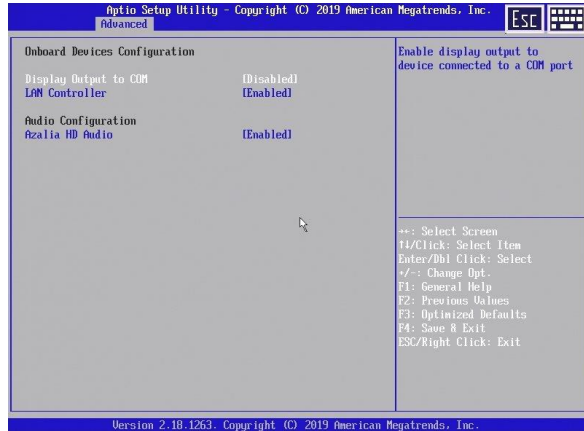 Aptio Setup Utility - Copyright (C) 2019 American Megatrends, Inc.
Esc
Advanced
Onboard Devices Configuration
Display Output to COM [Disabled]
LAN Controller [Enabled]
Audio Configuration
Azalia HD Audio [Enabled]
Enable display output to
device connected to a COM port
→←: Select Screen
↑↓/Click: Select Item
Enter/Dbl Click: Select
+/-: Change Opt.
F1: General Help
F2: Previous Values
F3: Optimized Defaults
F4: Save & Exit
ESC/Right Click: Exit
Version 2.18.1263. Copyright (C) 2019 American Megatrends, Inc.